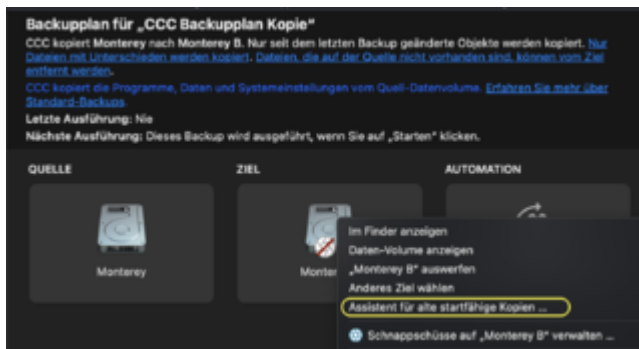 Backupplan für „CCC Backupplan Kopie“
CCC kopiert Monterey nach Monterey B. Nur seit dem letzten Backup geänderte Objekte werden kopiert. Nur
Dateien mit Unterschieden werden kopiert. Dateien, die auf der Quelle nicht vorhanden sind, können vom Ziel
entfernt werden.
CCC kopiert die Programme, Daten und Systemeinstellungen vom Quell-Datenvolume. Erfahren Sie mehr über
Standard-Backups.
Letzte Ausführung: Nie
Nächste Ausführung: Dieses Backup wird ausgeführt, wenn Sie auf „Starten“ klicken.
QUELLE
ZIEL
AUTOMATION
Monterey
Monter
Im Finder anzeigen
Daten-Volume anzeigen
„Monterey B“ auswerfen
Anderes Ziel wählen
Assistent für alte startfähige Kopien ...
Schnappschüsse auf „Monterey B“ verwalten ...